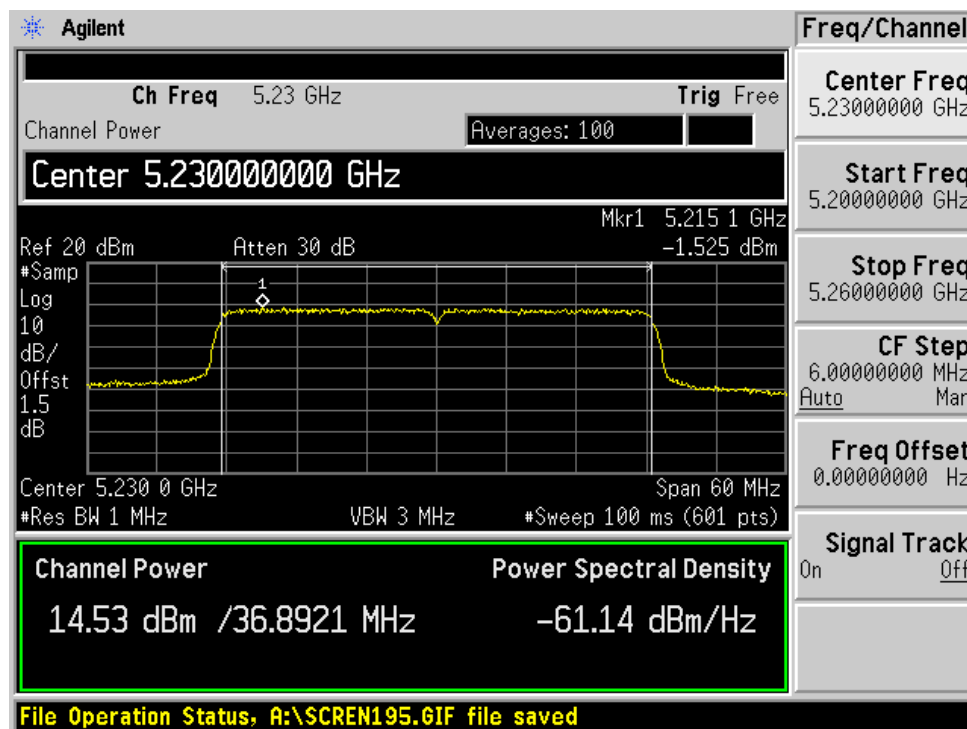 Agilent
Freq/Channel
Ch Freq 5.23 GHz Trig Free
Channel Power Averages: 100
Center 5.230000000 GHz
Mkr1 5.215 1 GHz
Ref 20 dBm Atten 30 dB -1.525 dBm
#Samp
Log
10
dB/
Offst
1.5
dB
1
Center 5.230 0 GHz Span 60 MHz
#Res BW 1 MHz VBW 3 MHz #Sweep 100 ms (601 pts)
Channel Power Power Spectral Density
14.53 dBm /36.8921 MHz -61.14 dBm/Hz
File Operation Status, A:\SCREN195.GIF file saved
Center Freq
5.23000000 GHz
Start Freq
5.20000000 GHz
Stop Freq
5.26000000 GHz
CF Step
6.00000000 MHz
Auto Man
Freq Offset
0.00000000 Hz
Signal Track
On Off